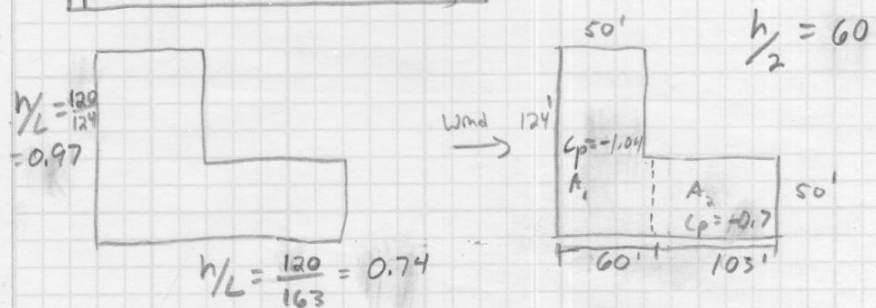 h/L = 120/124
= 0.97
h/L = 120/163 = 0.74
Wind
50'
h/2 = 60
124'
Cp=-1.04
A1
A2
Cp=-0.7
50'
60'
103'